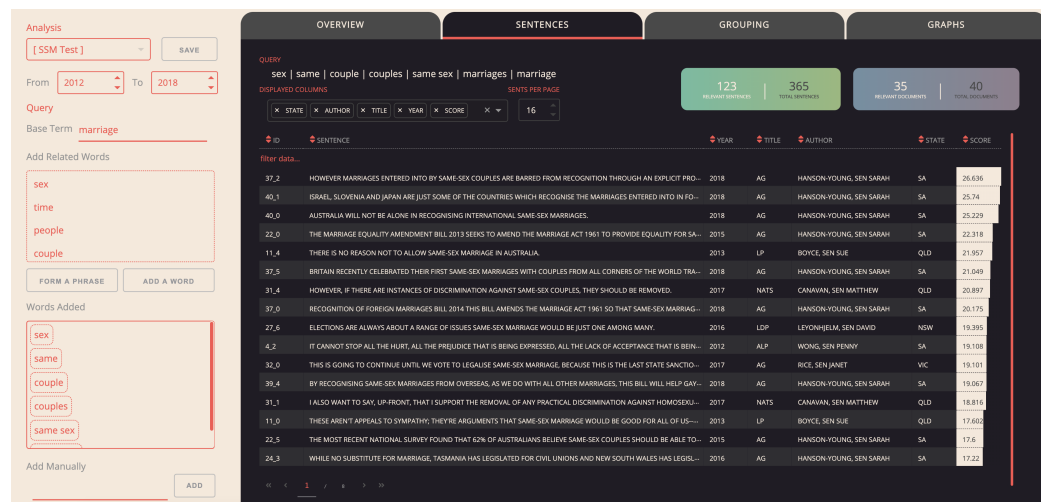 Analysis
[ SSM Test ]
SAVE
From 2012 To 2018
Query
Base Term marriage
Add Related Words
sex
time
people
couple
FORM A PHRASE ADD A WORD
Words Added
sex
same
couple
couples
same sex
Add Manually
ADD
OVERVIEW SENTENCES GROUPING GRAPHS
QUERY
sex | same | couple | couples | same sex | marriages | marriage
DISPLAYED COLUMNS SENTS PER PAGE
× STATE × AUTHOR × TITLE × YEAR × SCORE × 16
123 365 35 40
RELEVANT SENTENCES TOTAL SENTENCES RELEVANT DOCUMENTS TOTAL DOCUMENTS
ID SENTENCE YEAR TITLE AUTHOR STATE SCORE
filter data...
37_2 HOWEVER MARRIAGES ENTERED INTO BY SAME-SEX COUPLES ARE BARRED FROM RECOGNITION THROUGH AN EXPLICIT PRO··· 2018 AG HANSON-YOUNG, SEN SARAH SA 26.636
40_1 ISRAEL, SLOVENIA AND JAPAN ARE JUST SOME OF THE COUNTRIES WHICH RECOGNISE THE MARRIAGES ENTERED INTO IN FO··· 2018 AG HANSON-YOUNG, SEN SARAH SA 25.74
40_0 AUSTRALIA WILL NOT BE ALONE IN RECOGNISING INTERNATIONAL SAME-SEX MARRIAGES. 2018 AG HANSON-YOUNG, SEN SARAH SA 25.229
22_0 THE MARRIAGE EQUALITY AMENDMENT BILL 2013 SEEKS TO AMEND THE MARRIAGE ACT 1961 TO PROVIDE EQUALITY FOR SA··· 2015 AG HANSON-YOUNG, SEN SARAH SA 22.318
11_4 THERE IS NO REASON NOT TO ALLOW SAME-SEX MARRIAGE IN AUSTRALIA. 2013 LP BOYCE, SEN SUE QLD 21.957
37_5 BRITAIN RECENTLY CELEBRATED THEIR FIRST SAME-SEX MARRIAGES WITH COUPLES FROM ALL CORNERS OF THE WORLD TRA··· 2018 AG HANSON-YOUNG, SEN SARAH SA 21.049
31_4 HOWEVER, IF THERE ARE INSTANCES OF DISCRIMINATION AGAINST SAME-SEX COUPLES, THEY SHOULD BE REMOVED. 2017 NATS CANAVAN, SEN MATTHEW QLD 20.897
37_0 RECOGNITION OF FOREIGN MARRIAGES BILL 2014 THIS BILL AMENDS THE MARRIAGE ACT 1961 SO THAT SAME-SEX MARRIAG··· 2018 AG HANSON-YOUNG, SEN SARAH SA 20.175
27_6 ELECTIONS ARE ALWAYS ABOUT A RANGE OF ISSUES SAME-SEX MARRIAGE WOULD BE JUST ONE AMONG MANY. 2016 LDP LEYONHJELM, SEN DAVID NSW 19.395
4_2 IT CANNOT STOP ALL THE HURT, ALL THE PREJUDICE THAT IS BEING EXPRESSED, ALL THE LACK OF ACCEPTANCE THAT IS BEIN··· 2012 ALP WONG, SEN PENNY SA 19.108
32_0 THIS IS GOING TO CONTINUE UNTIL WE VOTE TO LEGALISE SAME-SEX MARRIAGE, BECAUSE THIS IS THE LAST STATE SANCTIO··· 2017 AG RICE, SEN JANET VIC 19.101
39_4 BY RECOGNISING SAME-SEX MARRIAGES FROM OVERSEAS, AS WE DO WITH ALL OTHER MARRIAGES, THIS BILL WILL HELP GAY··· 2018 AG HANSON-YOUNG, SEN SARAH SA 19.067
31_1 I ALSO WANT TO SAY, UP-FRONT, THAT I SUPPORT THE REMOVAL OF ANY PRACTICAL DISCRIMINATION AGAINST HOMOSEXU··· 2017 NATS CANAVAN, SEN MATTHEW QLD 18.816
11_0 THESE AREN'T APPEALS TO SYMPATHY; THEY'RE ARGUMENTS THAT SAME-SEX MARRIAGE WOULD BE GOOD FOR ALL OF US—··· 2013 LP BOYCE, SEN SUE QLD 17.602
22_5 THE MOST RECENT NATIONAL SURVEY FOUND THAT 62% OF AUSTRALIANS BELIEVE SAME-SEX COUPLES SHOULD BE ABLE TO··· 2015 AG HANSON-YOUNG, SEN SARAH SA 17.6
24_3 WHILE NO SUBSTITUTE FOR MARRIAGE, TASMANIA HAS LEGISLATED FOR CIVIL UNIONS AND NEW SOUTH WALES HAS LEGISL··· 2016 AG HANSON-YOUNG, SEN SARAH SA 17.22
<< < 1 / 8 > >>